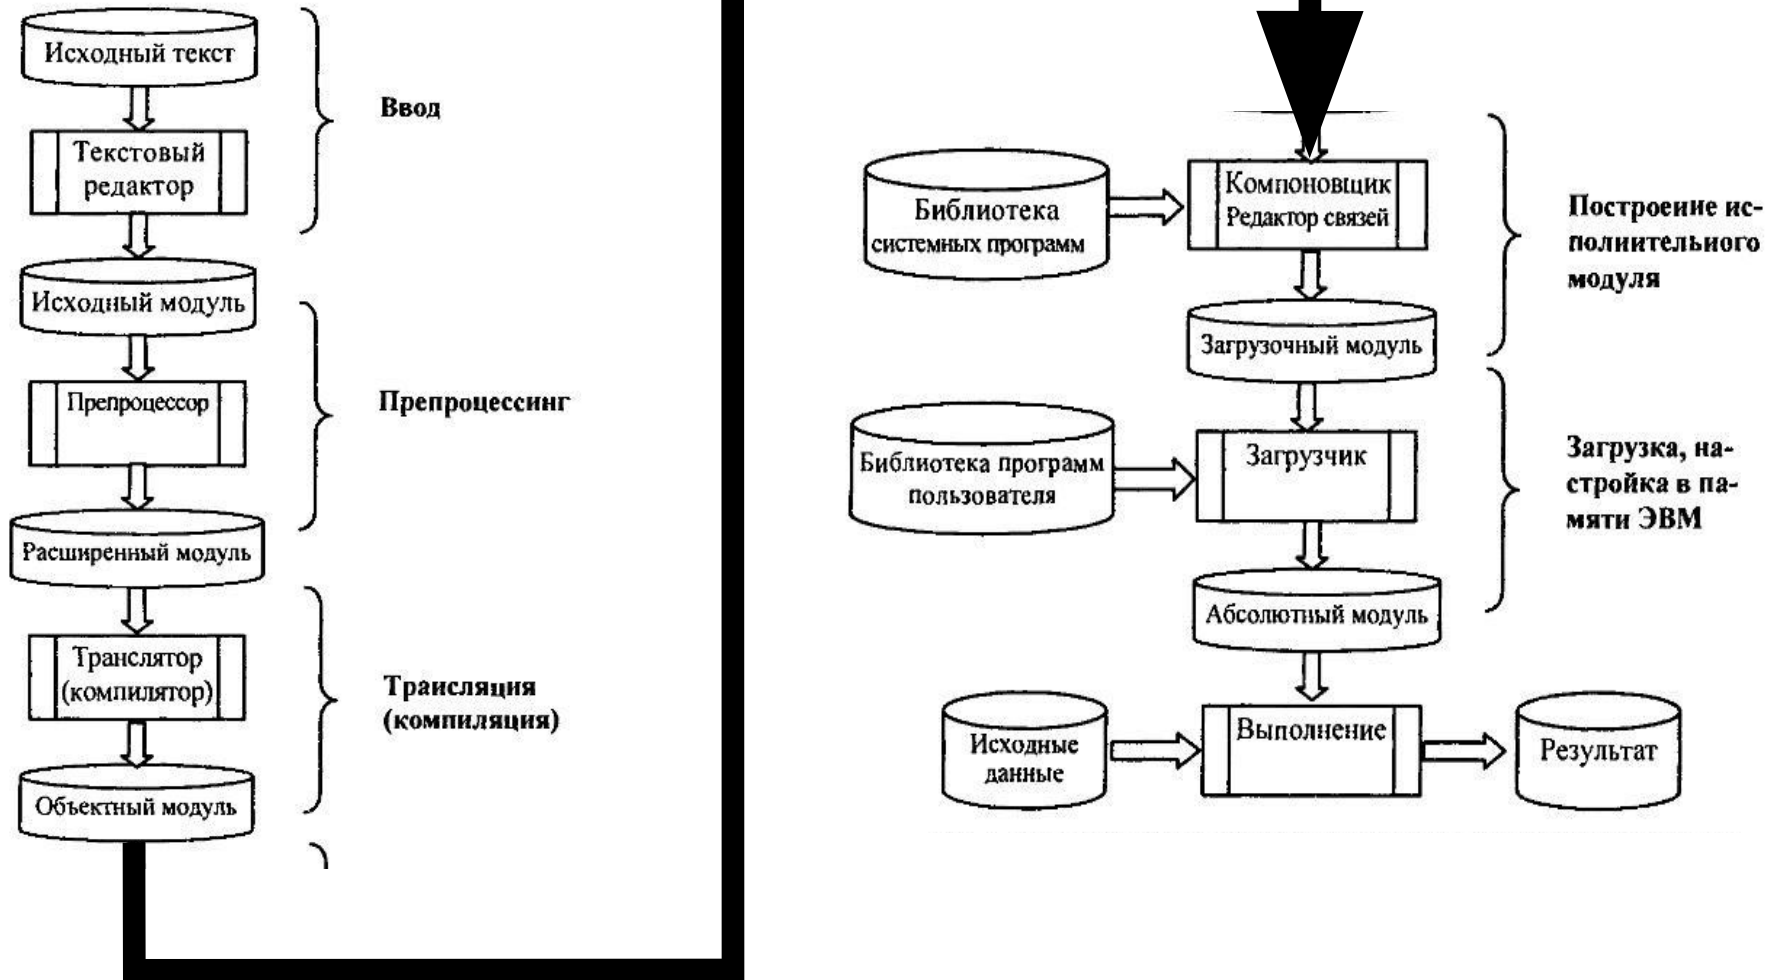 Исходный текст
Ввод
Текстовый
редактор
Исходный модуль
Препроцессор
Препроцессинг
Расширенный модуль
Транслятор
(компилятор)
Трансляция
(компиляция)
Объектный модуль
Библиотека
системных программ
Компоновщик
Редактор связей
Построение ис-
полнительного
модуля
Загрузочный модуль
Библиотека программ
пользователя
Загрузчик
Загрузка, на-
стройка в па-
мяти ЭВМ
Абсолютный модуль
Исходные
данные
Выполнение
Результат